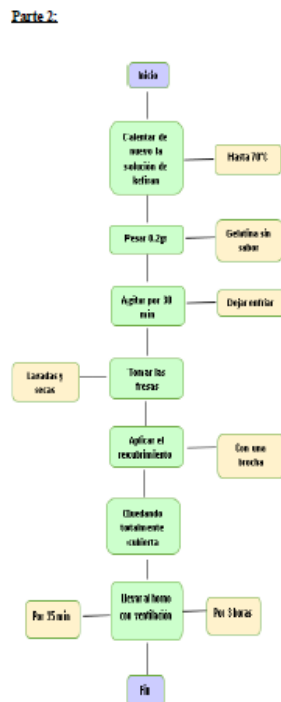 Parte 2:
Inicio
Calentar de
nuevo la
solución de
kefiran
Hasta 70°C
Pesar 0.2gr
Gelatina sin
sabor
Agitar por 30
min
Dejar enfriar
Lavadas y
secas
Tomar las
fresas
Aplicar el
recubrimiento
Con una
brocha
Quedando
totalmente
cubierta
Por 15 min
Llevar al horno
con ventilación
Por 3 horas
Fin